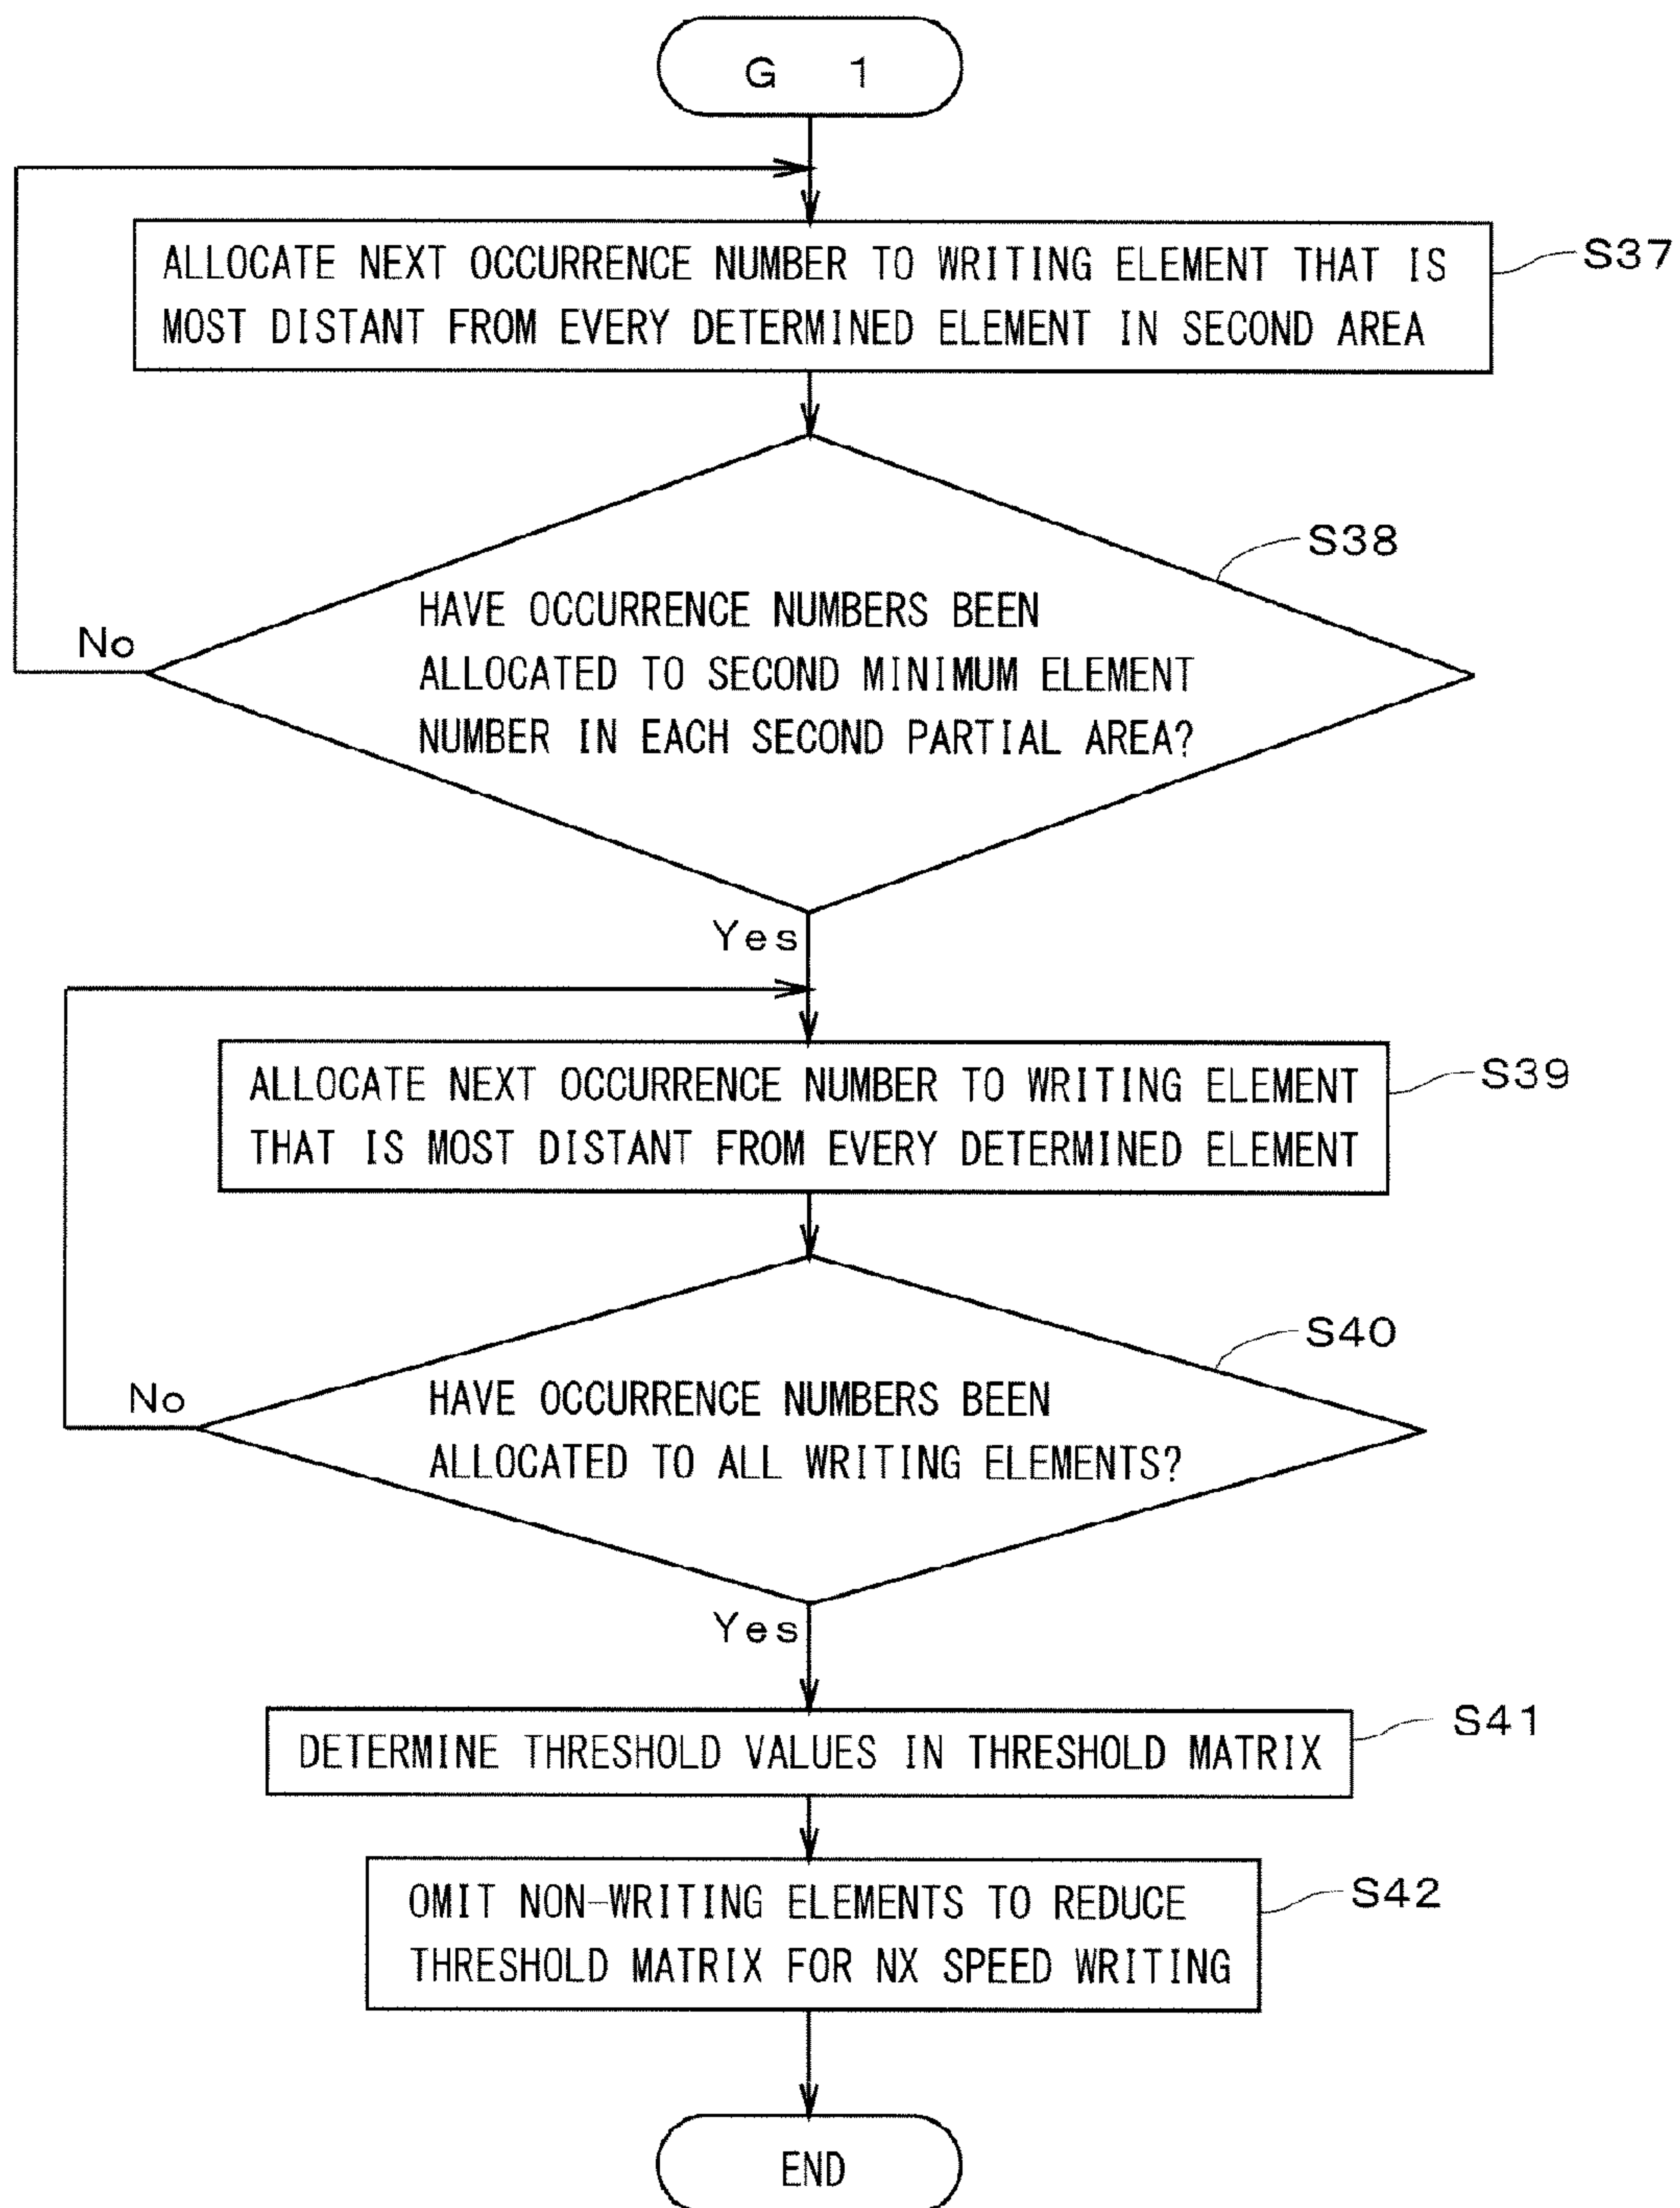 G 1
ALLOCATE NEXT OCCURRENCE NUMBER TO WRITING ELEMENT THAT IS
MOST DISTANT FROM EVERY DETERMINED ELEMENT IN SECOND AREA
S37
S38
HAVE OCCURRENCE NUMBERS BEEN
ALLOCATED TO SECOND MINIMUM ELEMENT
NUMBER IN EACH SECOND PARTIAL AREA?
No
Yes
ALLOCATE NEXT OCCURRENCE NUMBER TO WRITING ELEMENT
THAT IS MOST DISTANT FROM EVERY DETERMINED ELEMENT
S39
S40
HAVE OCCURRENCE NUMBERS BEEN
ALLOCATED TO ALL WRITING ELEMENTS?
No
Yes
DETERMINE THRESHOLD VALUES IN THRESHOLD MATRIX
S41
OMIT NON-WRITING ELEMENTS TO REDUCE
THRESHOLD MATRIX FOR NX SPEED WRITING
S42
END